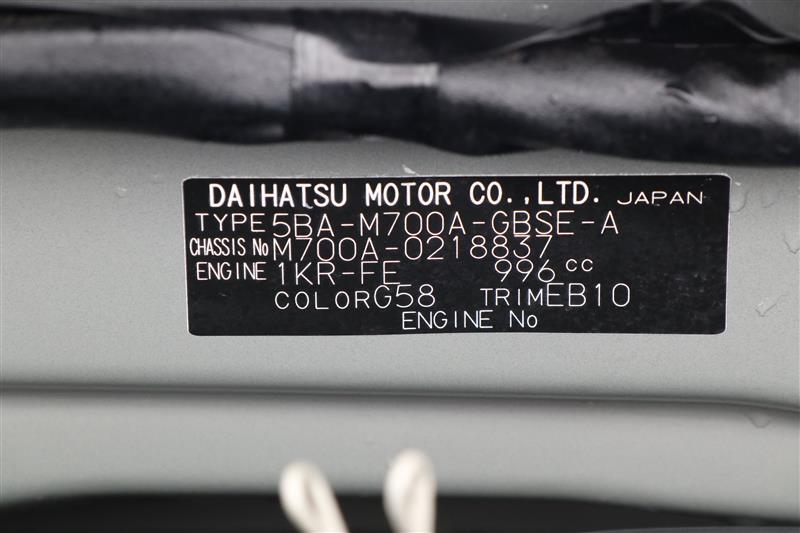 DAIHATSU MOTOR CO.,LTD. JAPAN
TYPE 5BA-M700A-GBSE-A
CHASSIS No M700A-0218837
ENGINE 1KR-FE 996 cc
COLOR G58 TRIM EB10
ENGINE No